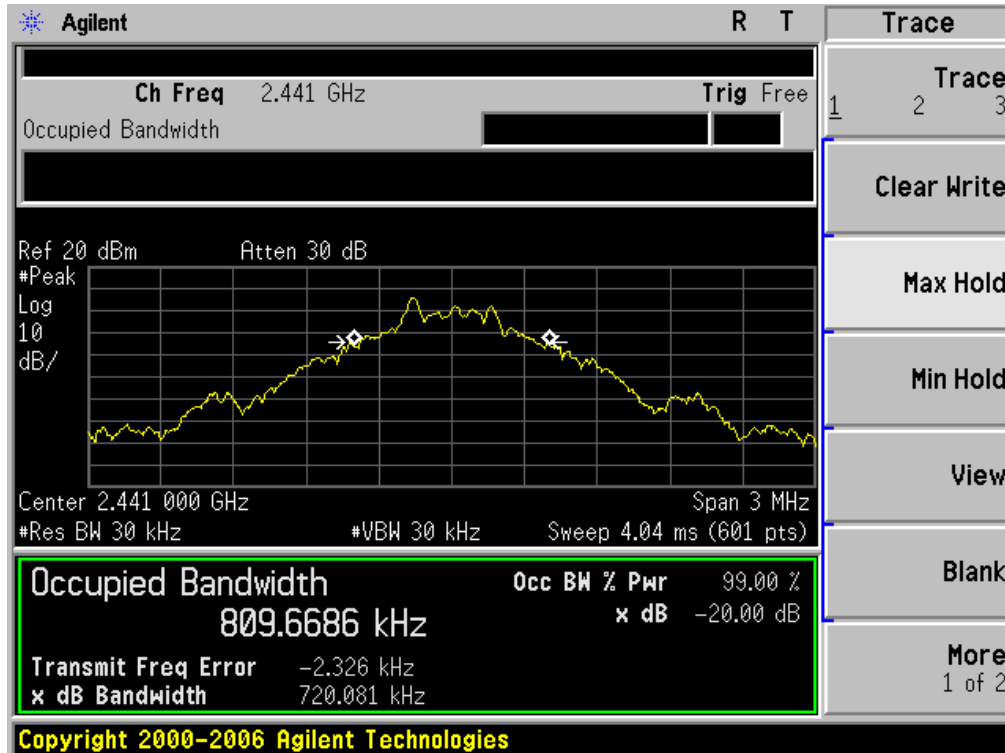 Agilent R T Trace
Ch Freq 2.441 GHz Trig Free
Occupied Bandwidth
Ref 20 dBm Atten 30 dB
#Peak
Log
10
dB/
Center 2.441 000 GHz Span 3 MHz
#Res BW 30 kHz #VBW 30 kHz Sweep 4.04 ms (601 pts)
Occupied Bandwidth Occ BW % Pwr 99.00 %
809.6686 kHz x dB -20.00 dB
Transmit Freq Error -2.326 kHz
x dB Bandwidth 720.081 kHz
Copyright 2000-2006 Agilent Technologies
Trace
1 2 3
Clear Write
Max Hold
Min Hold
View
Blank
More
1 of 2